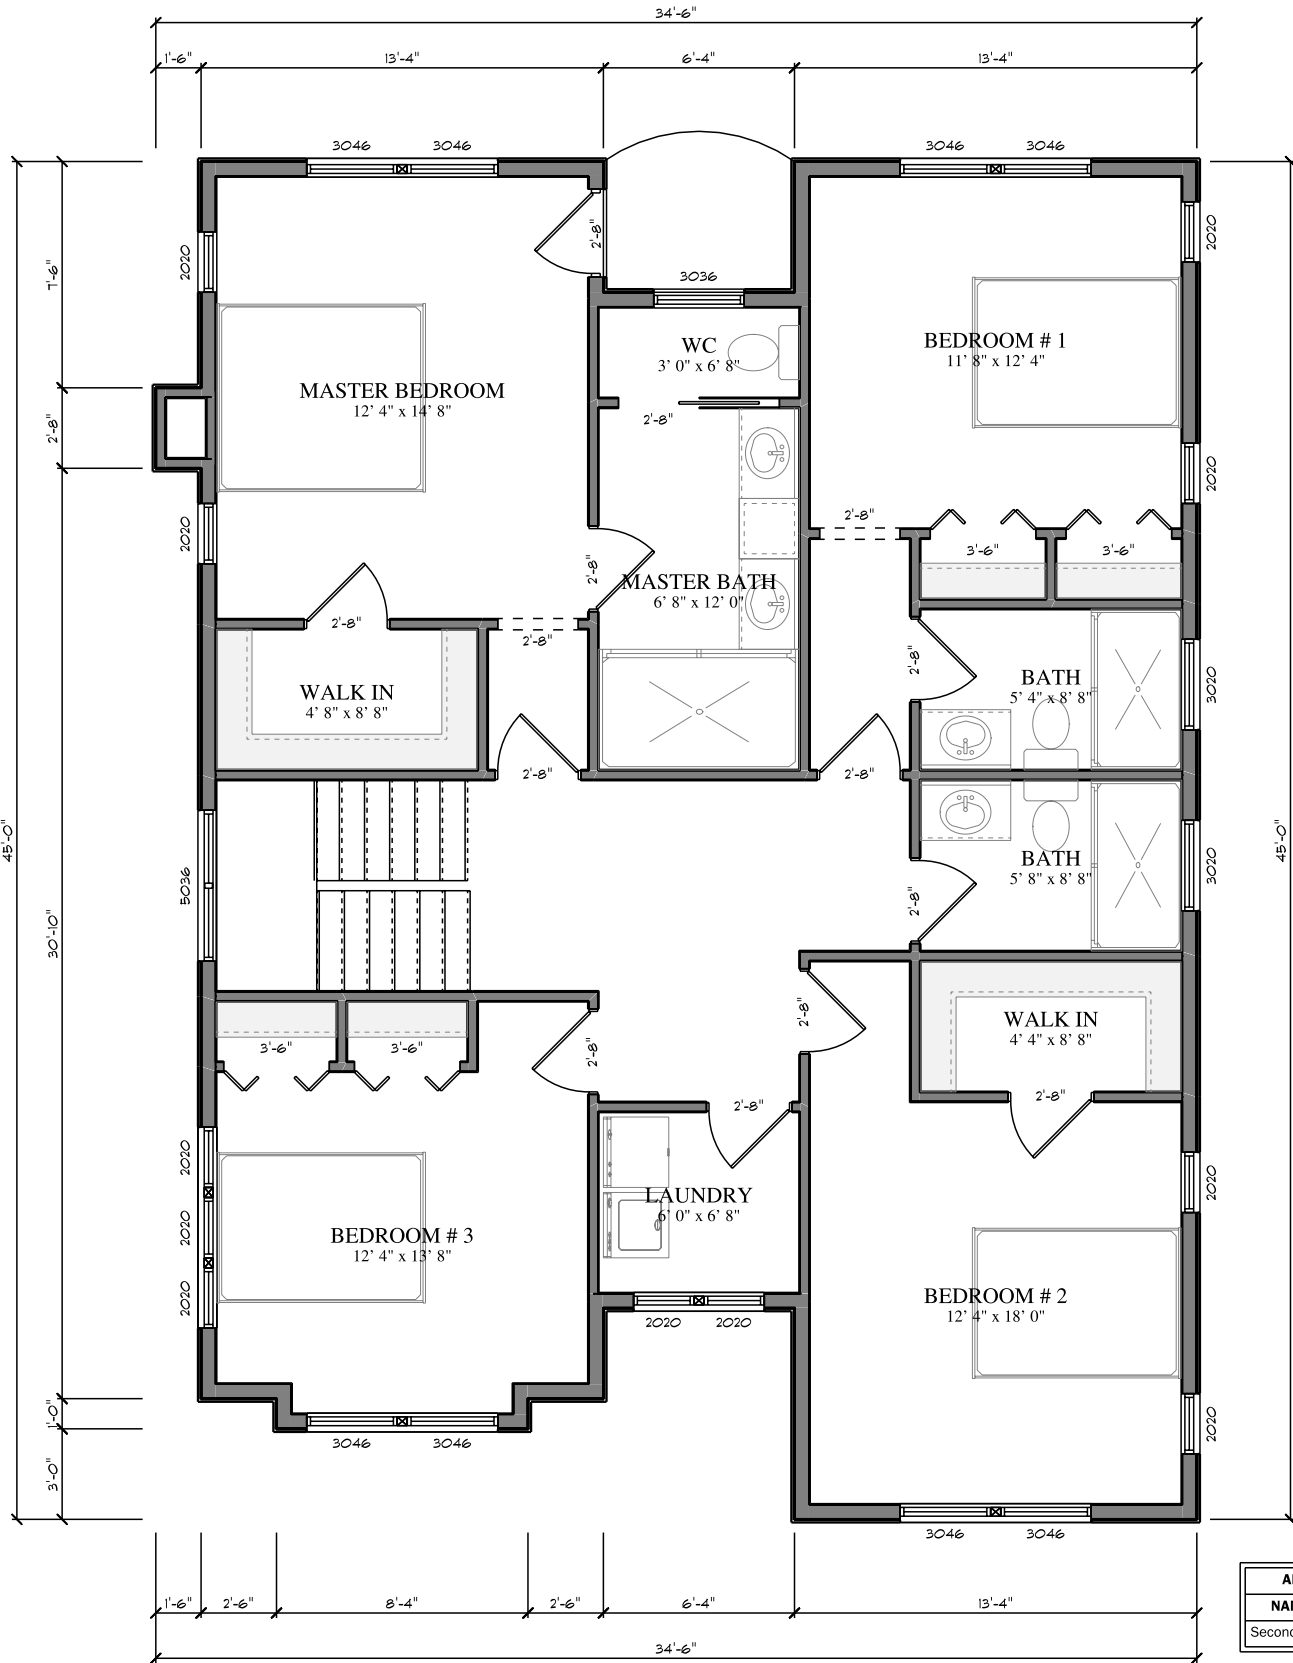 34'-6"
1'-6" 13'-4" 6'-4" 13'-4"
3046 3046 3046 3046
2'-8"
2020 2020
7'-6"
3036
WC
3' 0" x 6' 8"
BEDROOM # 1
11' 8" x 12' 4"
MASTER BEDROOM
12' 4" x 14' 8"
2'-8"
2'-8"
2020
2020
2'-8"
3'-6" 3'-6"
2'-8"
MASTER BATH
6' 8" x 12' 0"
2'-8"
2'-8"
2'-8"
BATH
5' 4" x 8' 8"
3020
WALK IN
4' 8" x 8' 8"
2'-8" 2'-8"
45'-0"
45'-0"
BATH
5' 8" x 8' 8"
3020
5036
2'-8"
30'-10"
2'-8"
WALK IN
4' 4" x 8' 8"
3'-6" 3'-6"
2'-8"
2'-8" 2'-8"
2020
2020
2020
2020
LAUNDRY
6' 0" x 6' 8"
BEDROOM # 3
12' 4" x 13' 8"
BEDROOM # 2
12' 4" x 18' 0"
2020 2020
1'-0"
2020
3046 3046
3'-0"
3046 3046
1'-6" 2'-6" 8'-4" 2'-6" 6'-4" 13'-4"
34'-6"
Second